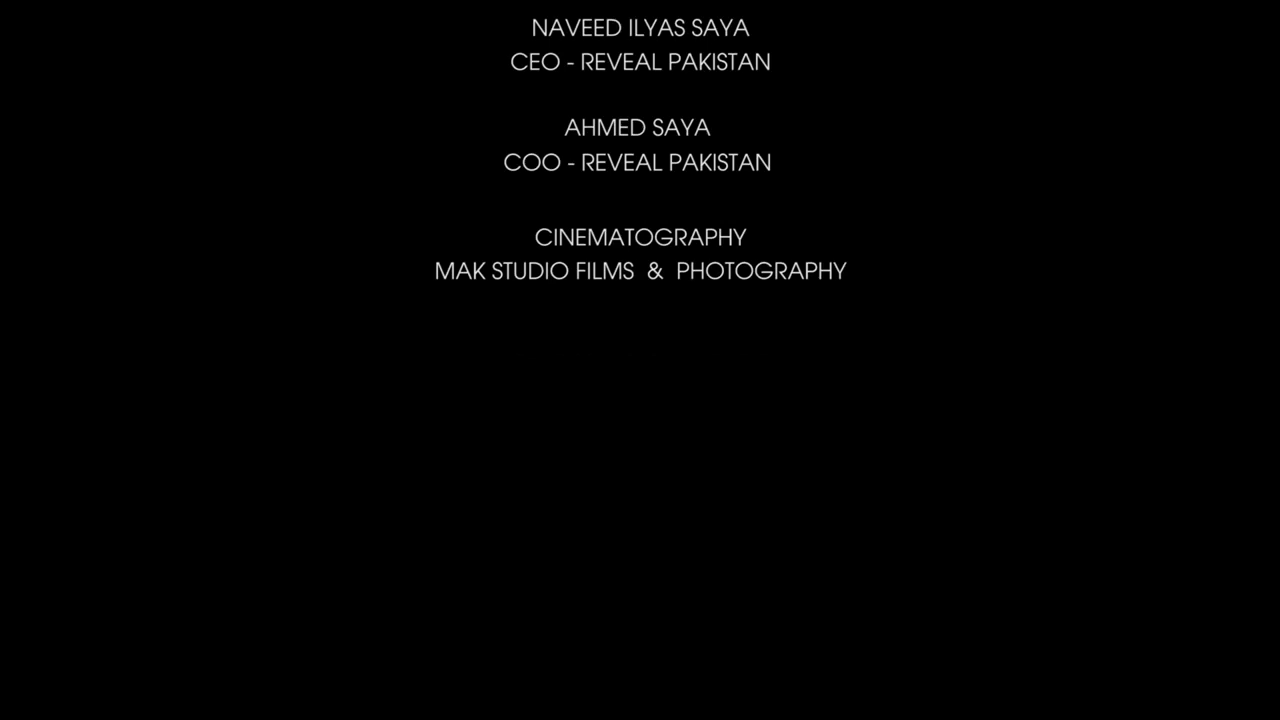 NAVEED ILYAS SAYA
CEO - REVEAL PAKISTAN
AHMED SAYA
COO - REVEAL PAKISTAN
CINEMATOGRAPHY
MAK STUDIO FILMS & PHOTOGRAPHY